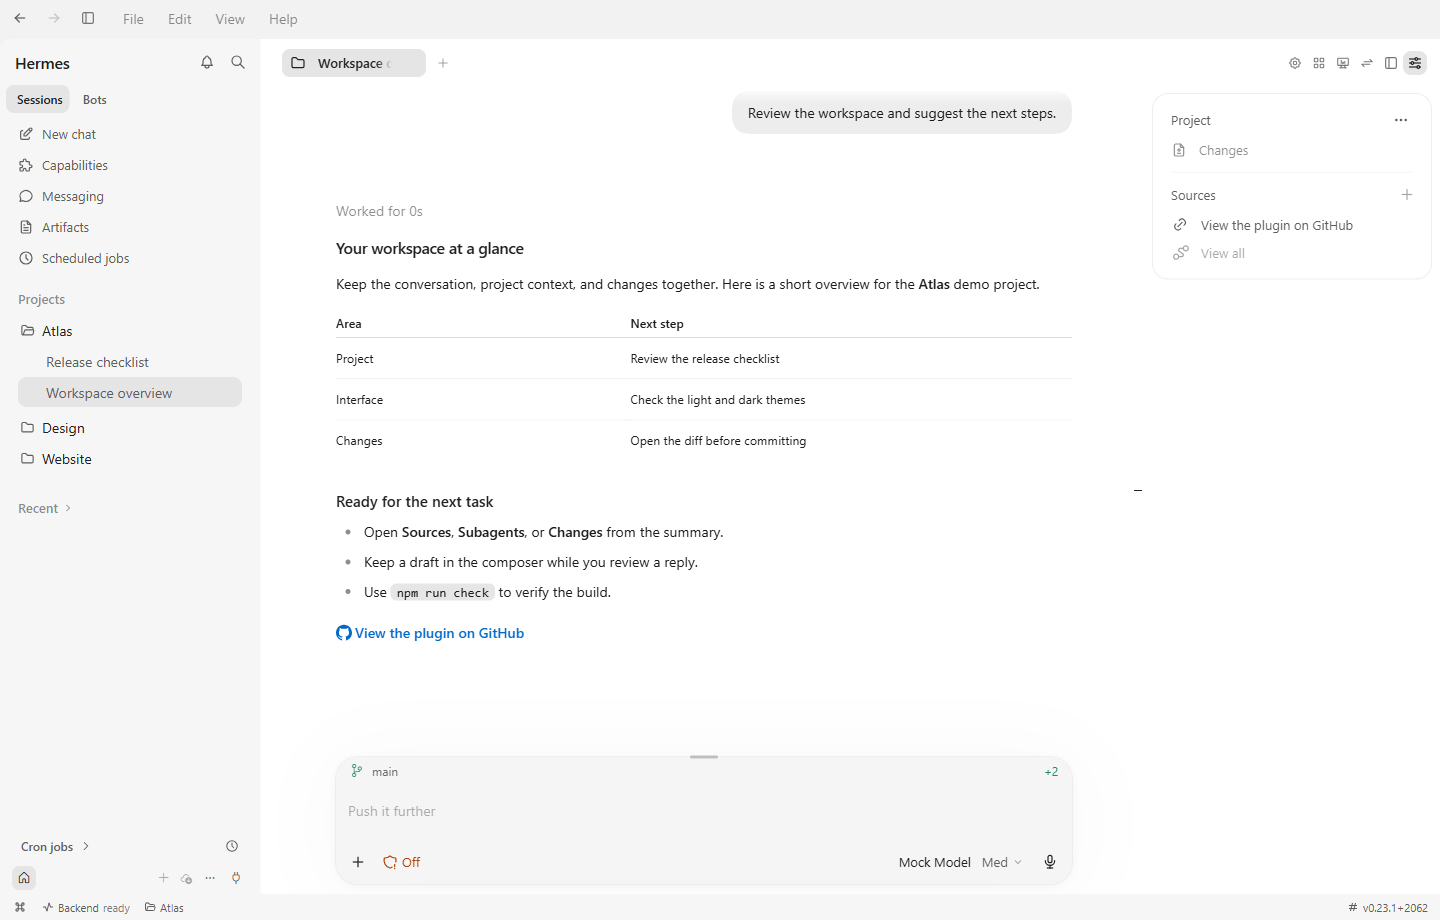 File Edit View Help
Hermes
Sessions Bots
New chat
Capabilities
Messaging
Artifacts
Scheduled jobs
Projects
Atlas
Release checklist
Workspace overview
Design
Website
Recent
Cron jobs
Workspace
Review the workspace and suggest the next steps.
Worked for 0s
Your workspace at a glance
Keep the conversation, project context, and changes together. Here is a short overview for the Atlas demo project.
Area Next step
Project Review the release checklist
Interface Check the light and dark themes
Changes Open the diff before committing
Ready for the next task
• Open Sources, Subagents, or Changes from the summary.
• Keep a draft in the composer while you review a reply.
• Use npm run check to verify the build.
View the plugin on GitHub
main +2
Push it further
Off Mock Model Med
Project
Changes
Sources
View the plugin on GitHub
View all
Backend ready Atlas # v0.23.1+2062